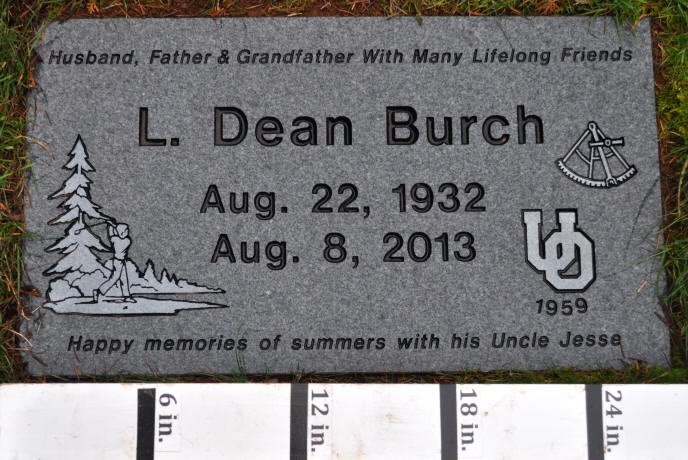 Husband, Father & Grandfather With Many Lifelong Friends
L. Dean Burch
Aug. 22, 1932
Aug. 8, 2013
UO
1959
Happy memories of summers with his Uncle Jesse
6 in.
12 in.
18 in.
24 in.